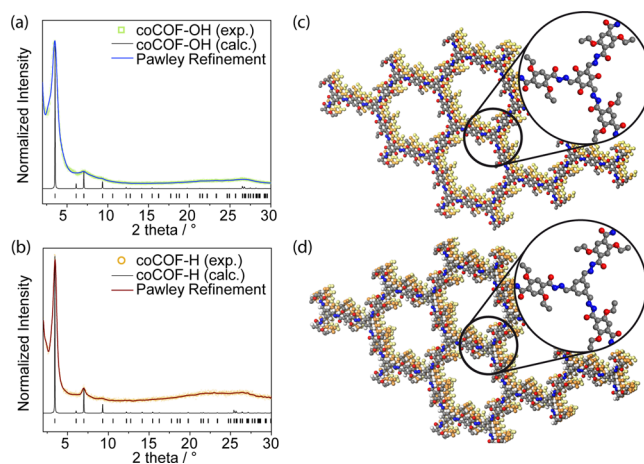 (a)
coCOF-OH (exp.)
coCOF-OH (calc.)
Pawley Refinement
Normalized Intensity
5 10 15 20 25 30
2 theta / °
(b)
coCOF-H (exp.)
coCOF-H (calc.)
Pawley Refinement
Normalized Intensity
5 10 15 20 25 30
2 theta / °
(c)
(d)